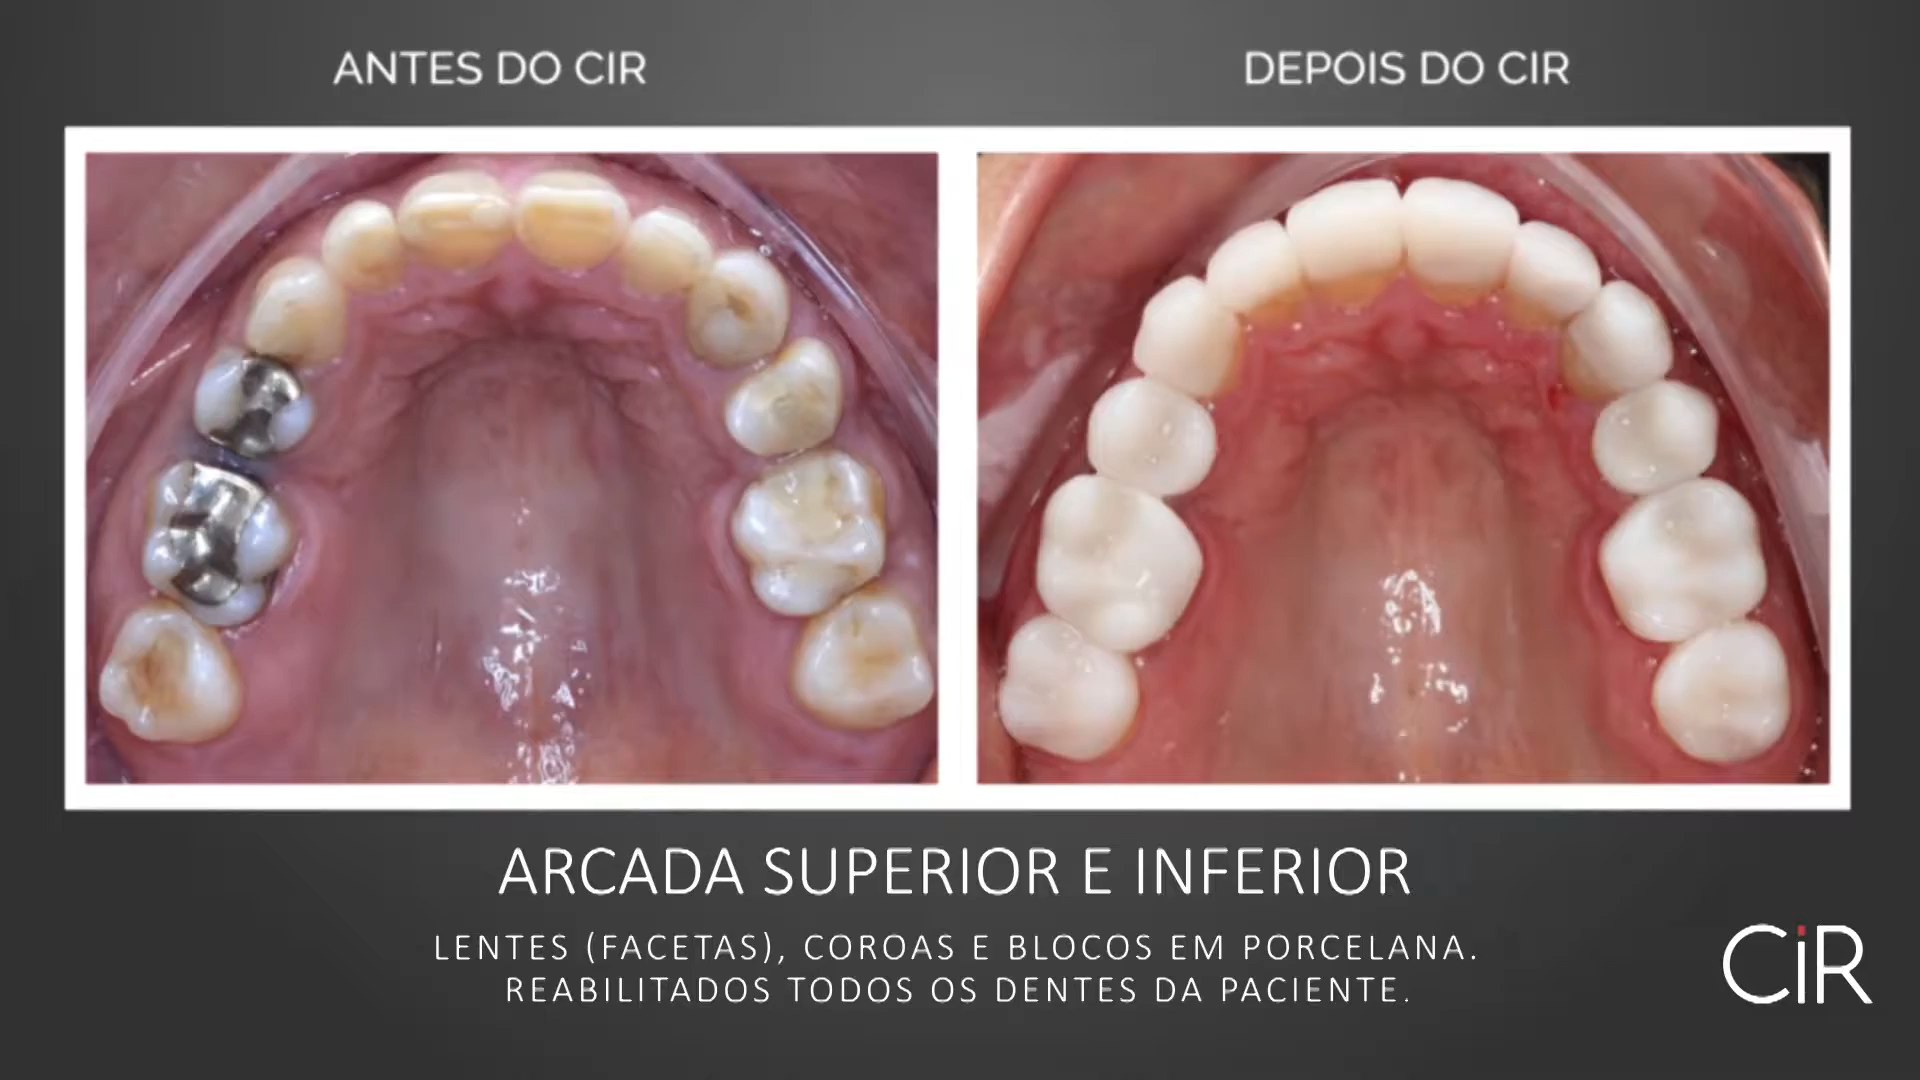 ANTES DO CIR
DEPOIS DO CIR
ARCADA SUPERIOR E INFERIOR
LENTES (FACETAS), COROAS E BLOCOS EM PORCELANA.
REABILITADOS TODOS OS DENTES DA PACIENTE.
CiR